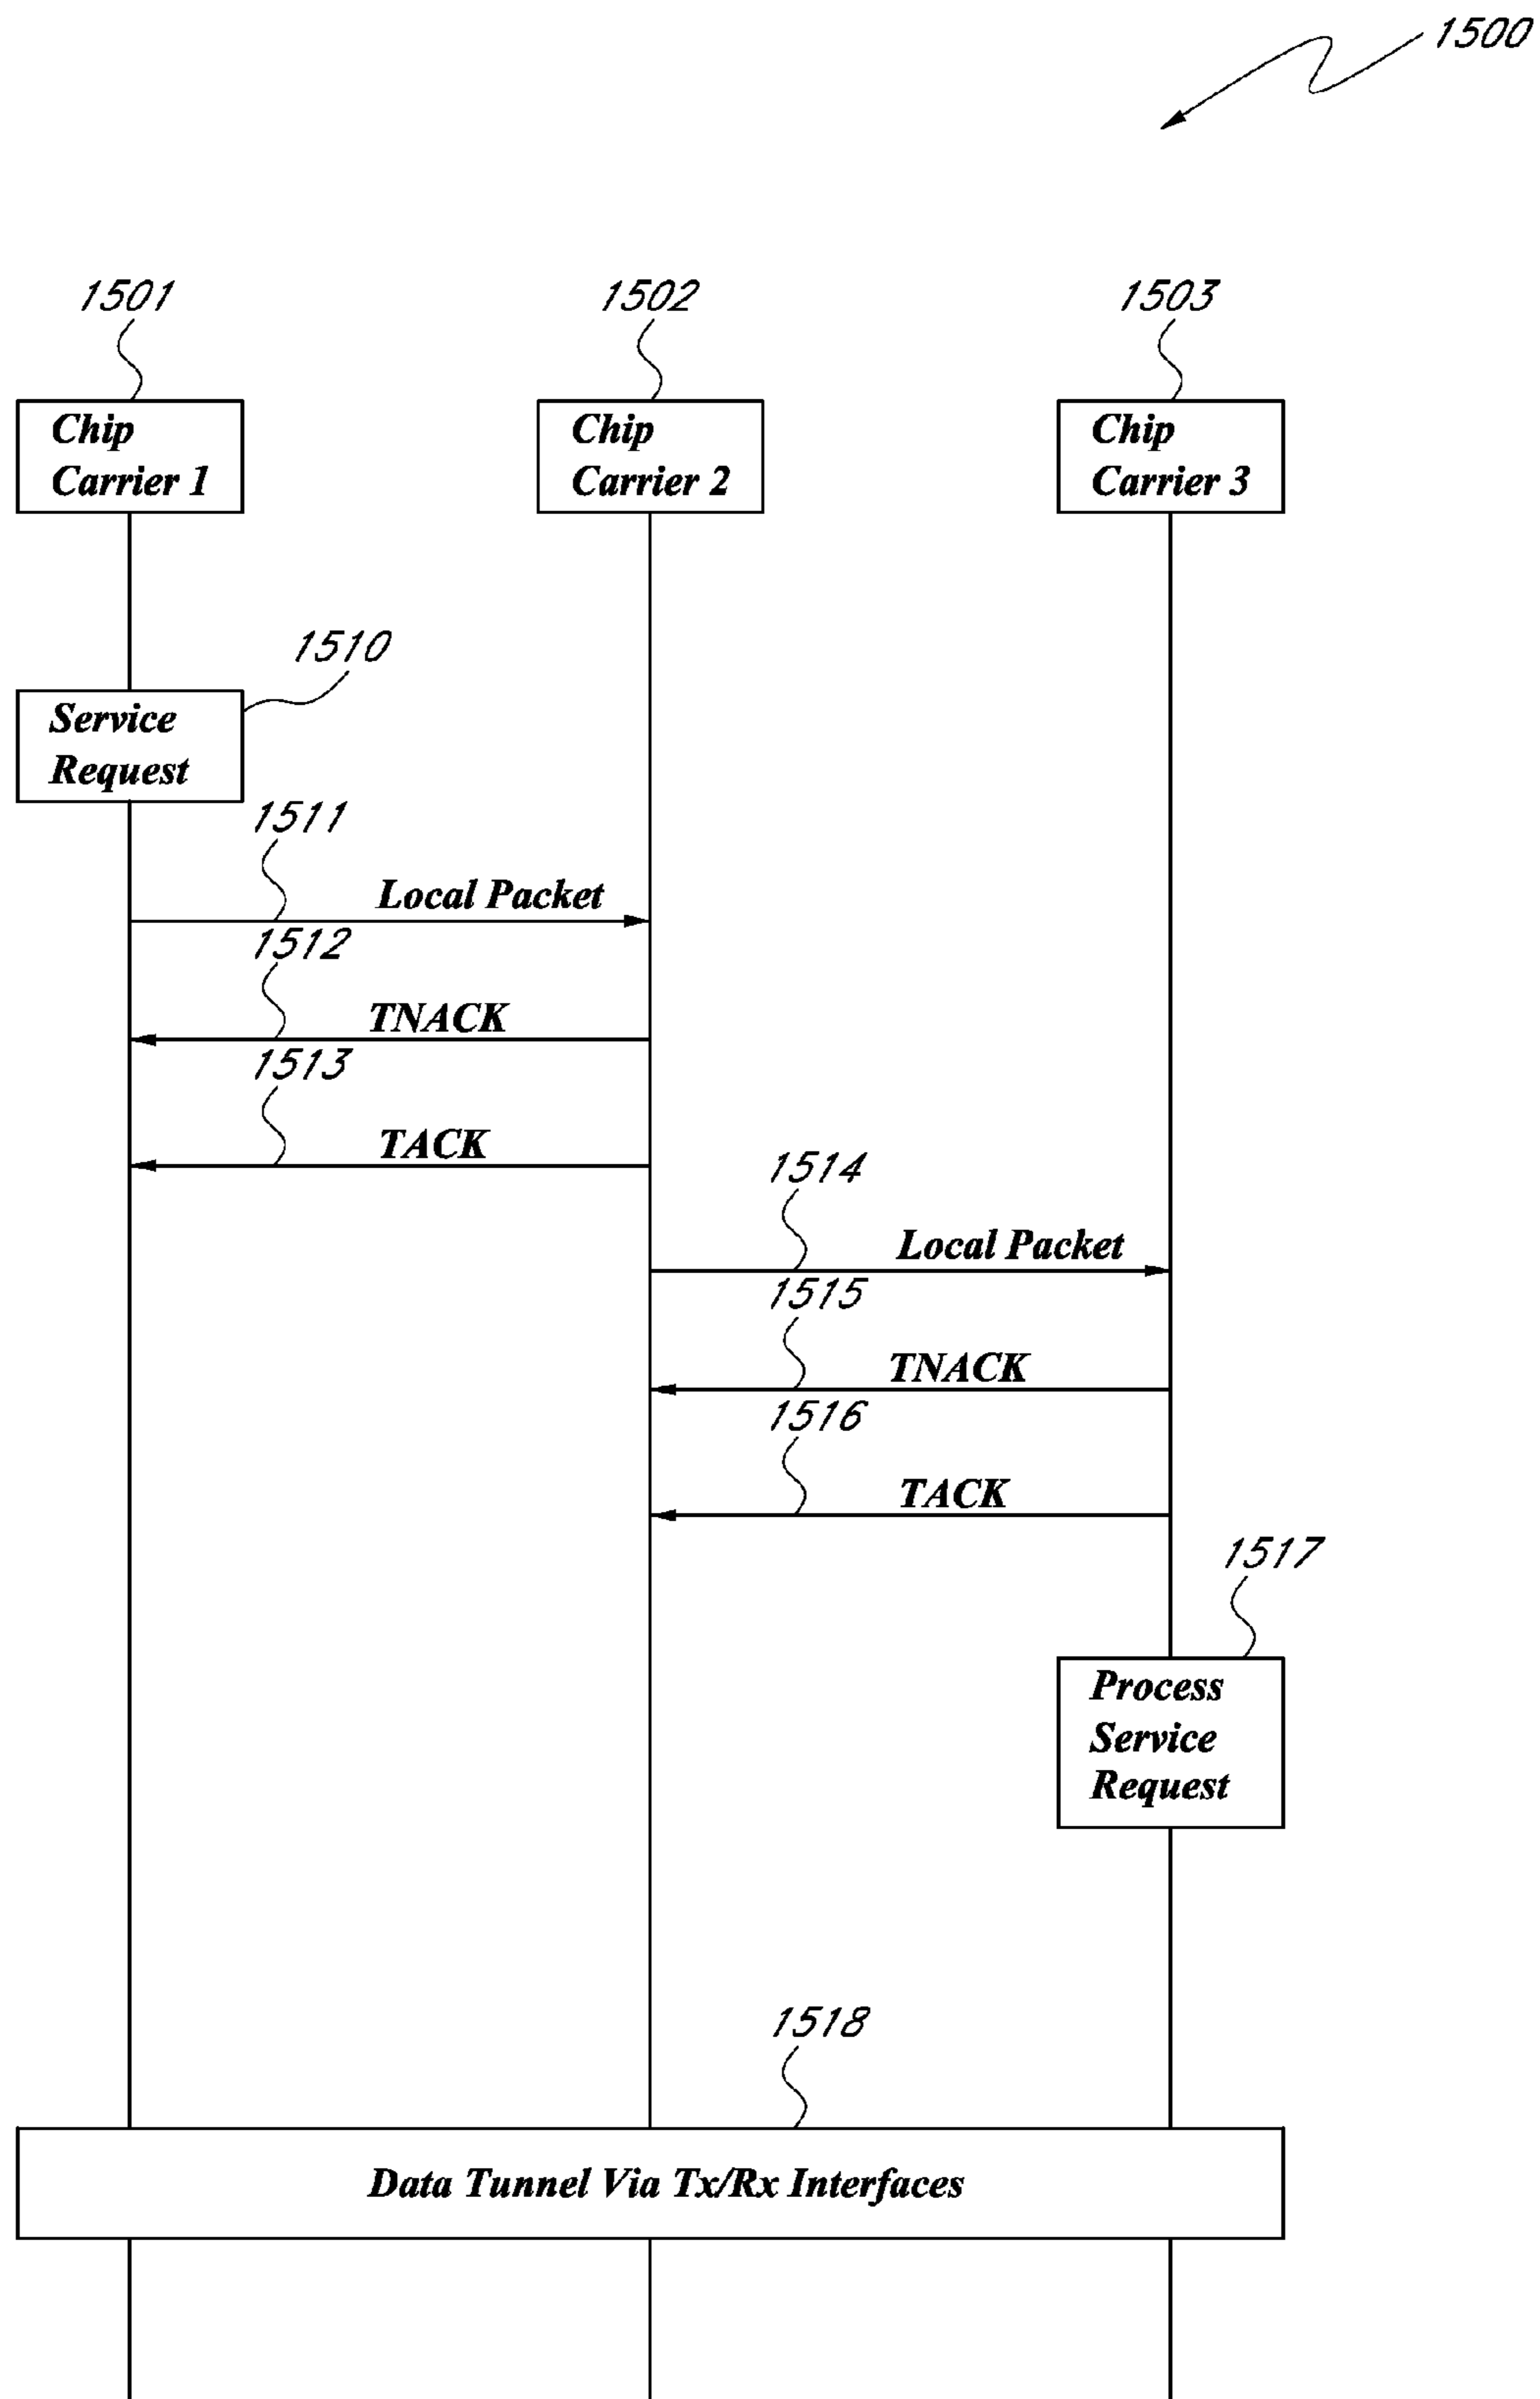 1500
1501
1502
1503
Chip
Carrier 1
Chip
Carrier 2
Chip
Carrier 3
1510
Service
Request
1511
Local Packet
1512
TNACK
1513
TACK
1514
Local Packet
1515
TNACK
1516
TACK
1517
Process
Service
Request
1518
Data Tunnel Via Tx/Rx Interfaces